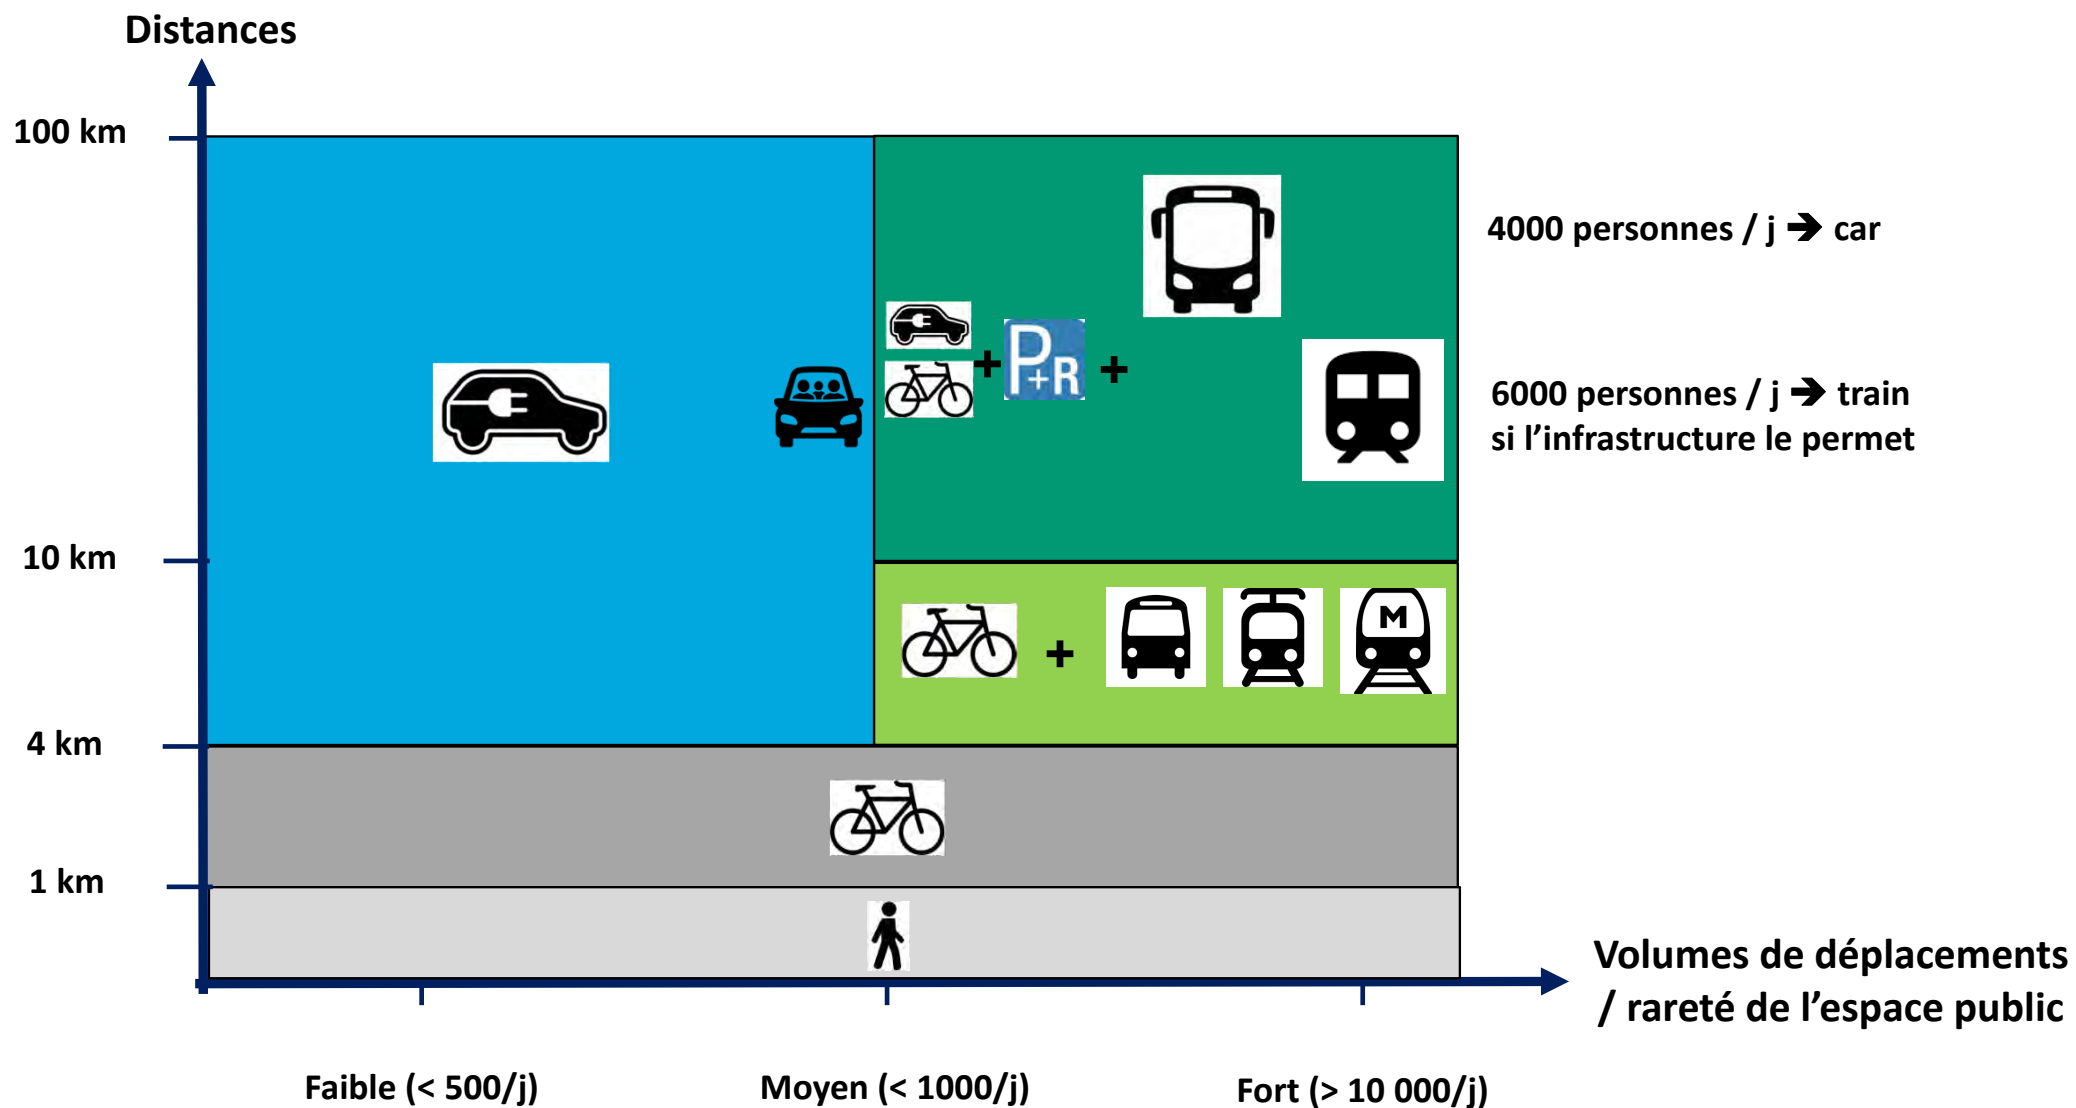 Distances
100 km
4000 personnes / j ➔ car
P+R
6000 personnes / j ➔ train
si l’infrastructure le permet
10 km
M
4 km
1 km
Volumes de déplacements
/ rareté de l’espace public
Faible (< 500/j)
Moyen (< 1000/j)
Fort (> 10 000/j)